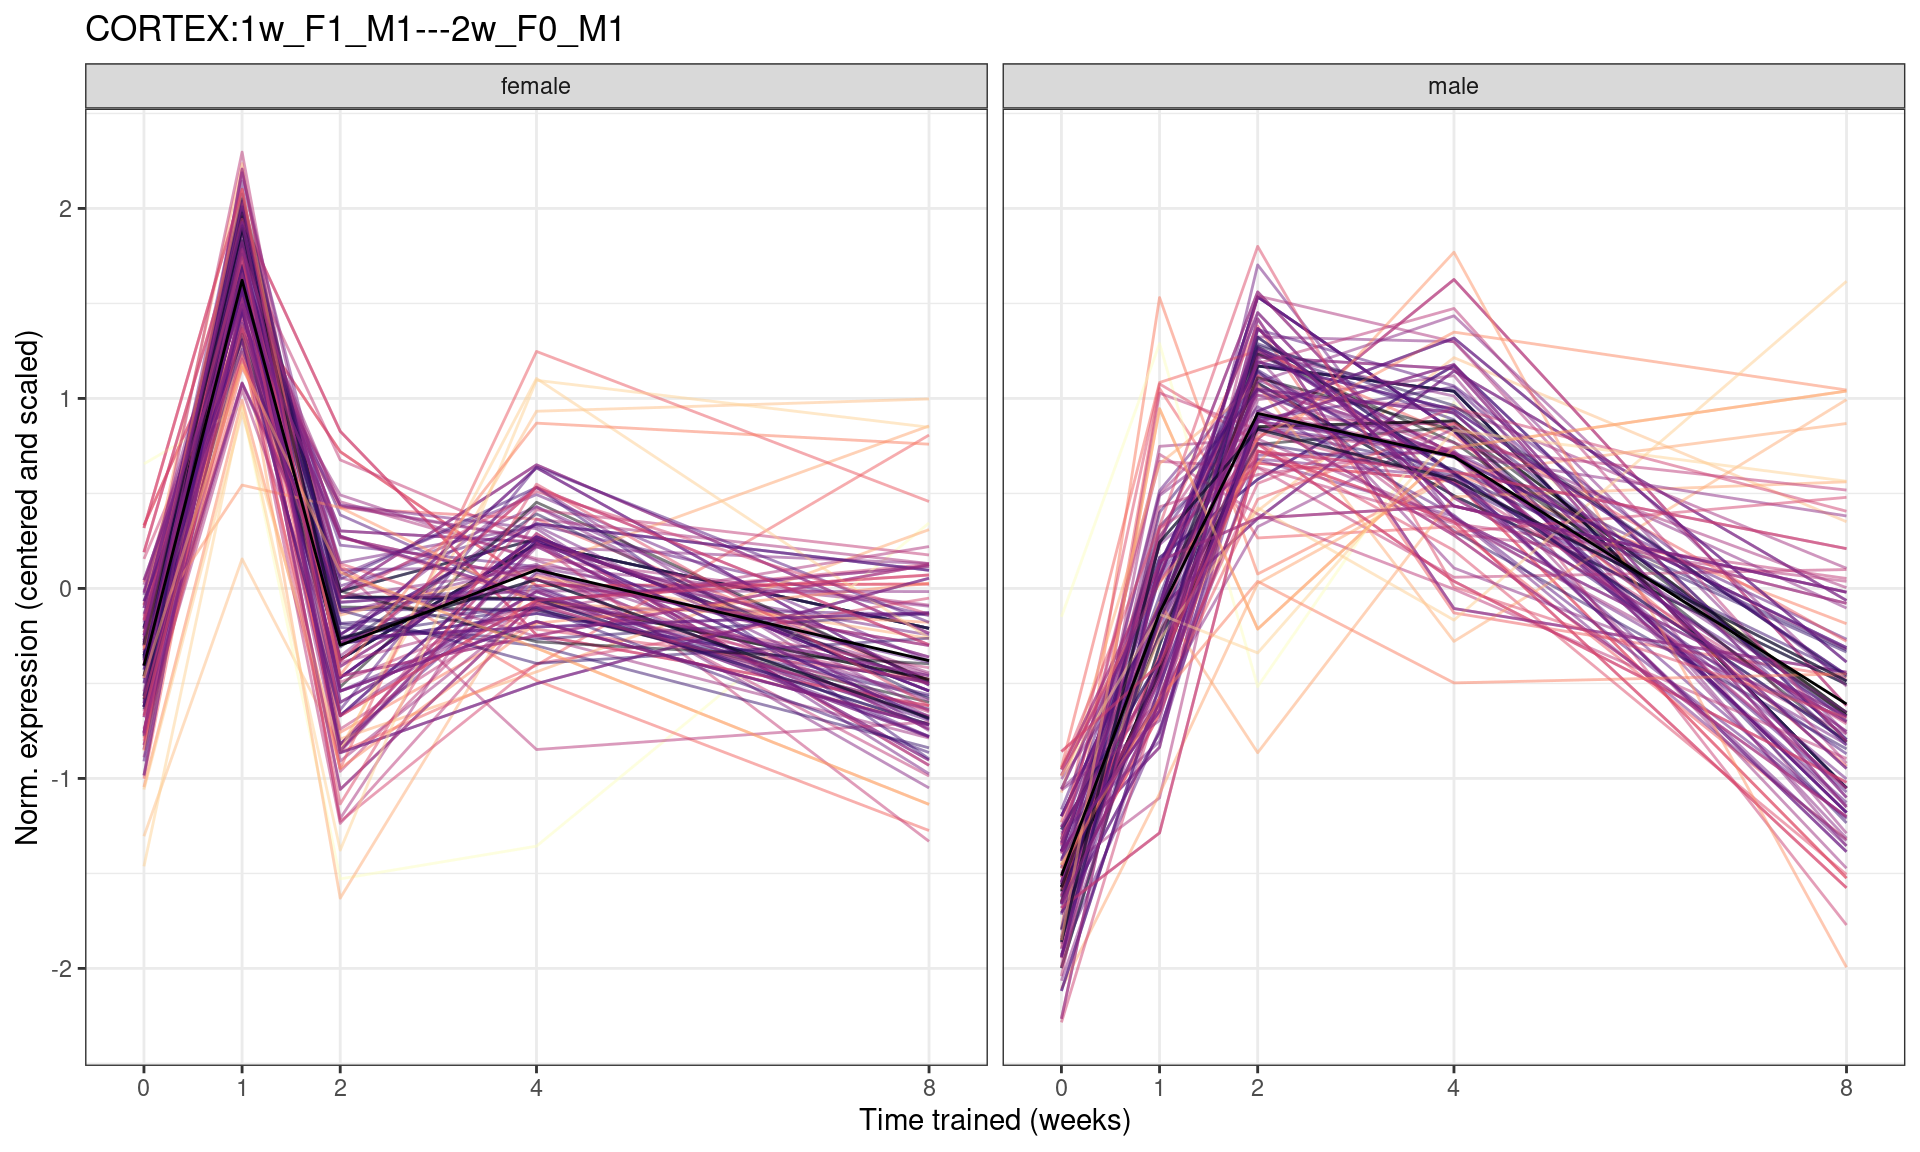 CORTEX:1w_F1_M1---2w_F0_M1
female
male
Norm. expression (centered and scaled)
2
1
0
-1
-2
0 1 2 4 8
0 1 2 4 8
Time trained (weeks)